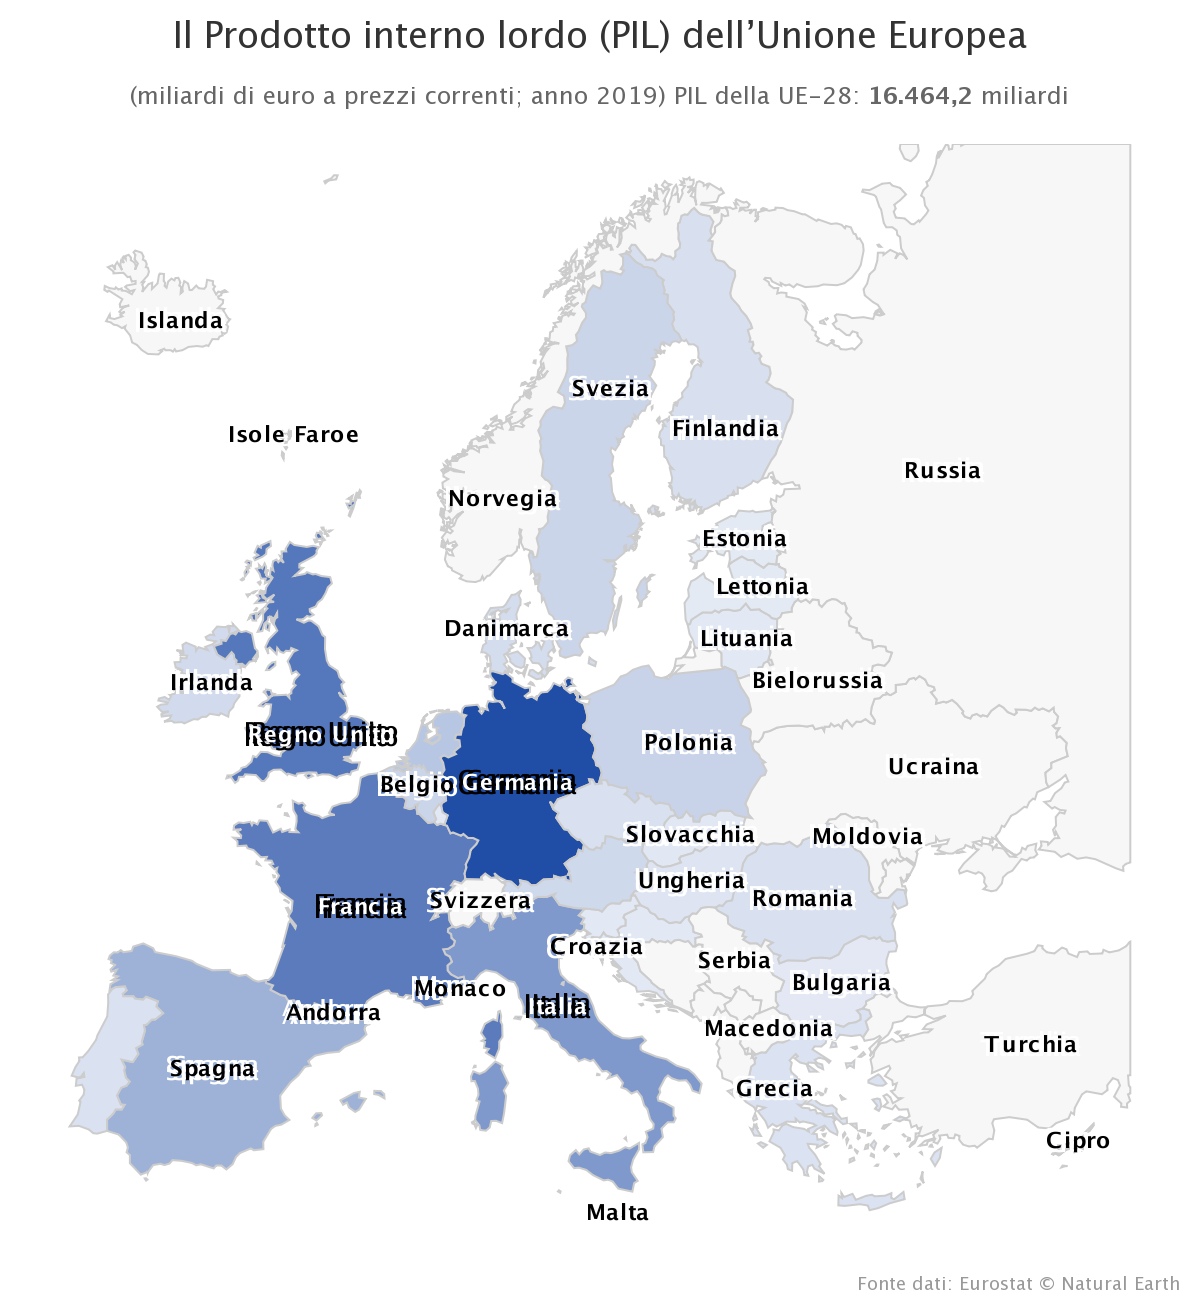 Il Prodotto interno lordo (PIL) dell’Unione Europea
(miliardi di euro a prezzi correnti; anno 2019) PIL della UE-28: 16.464,2 miliardi
Islanda
Svezia
Finlandia
Isole Faroe
Russia
Norvegia
Estonia
Lettonia
Danimarca
Lituania
Irlanda
Bielorussia
Regno Unito
Polonia
Ucraina
Belgio
Germania
Slovacchia
Moldovia
Ungheria
Svizzera
Romania
Francia
Croazia
Serbia
Bulgaria
Monaco
Italia
Andorra
Macedonia
Turchia
Spagna
Grecia
Cipro
Malta
Fonte dati: Eurostat © Natural Earth